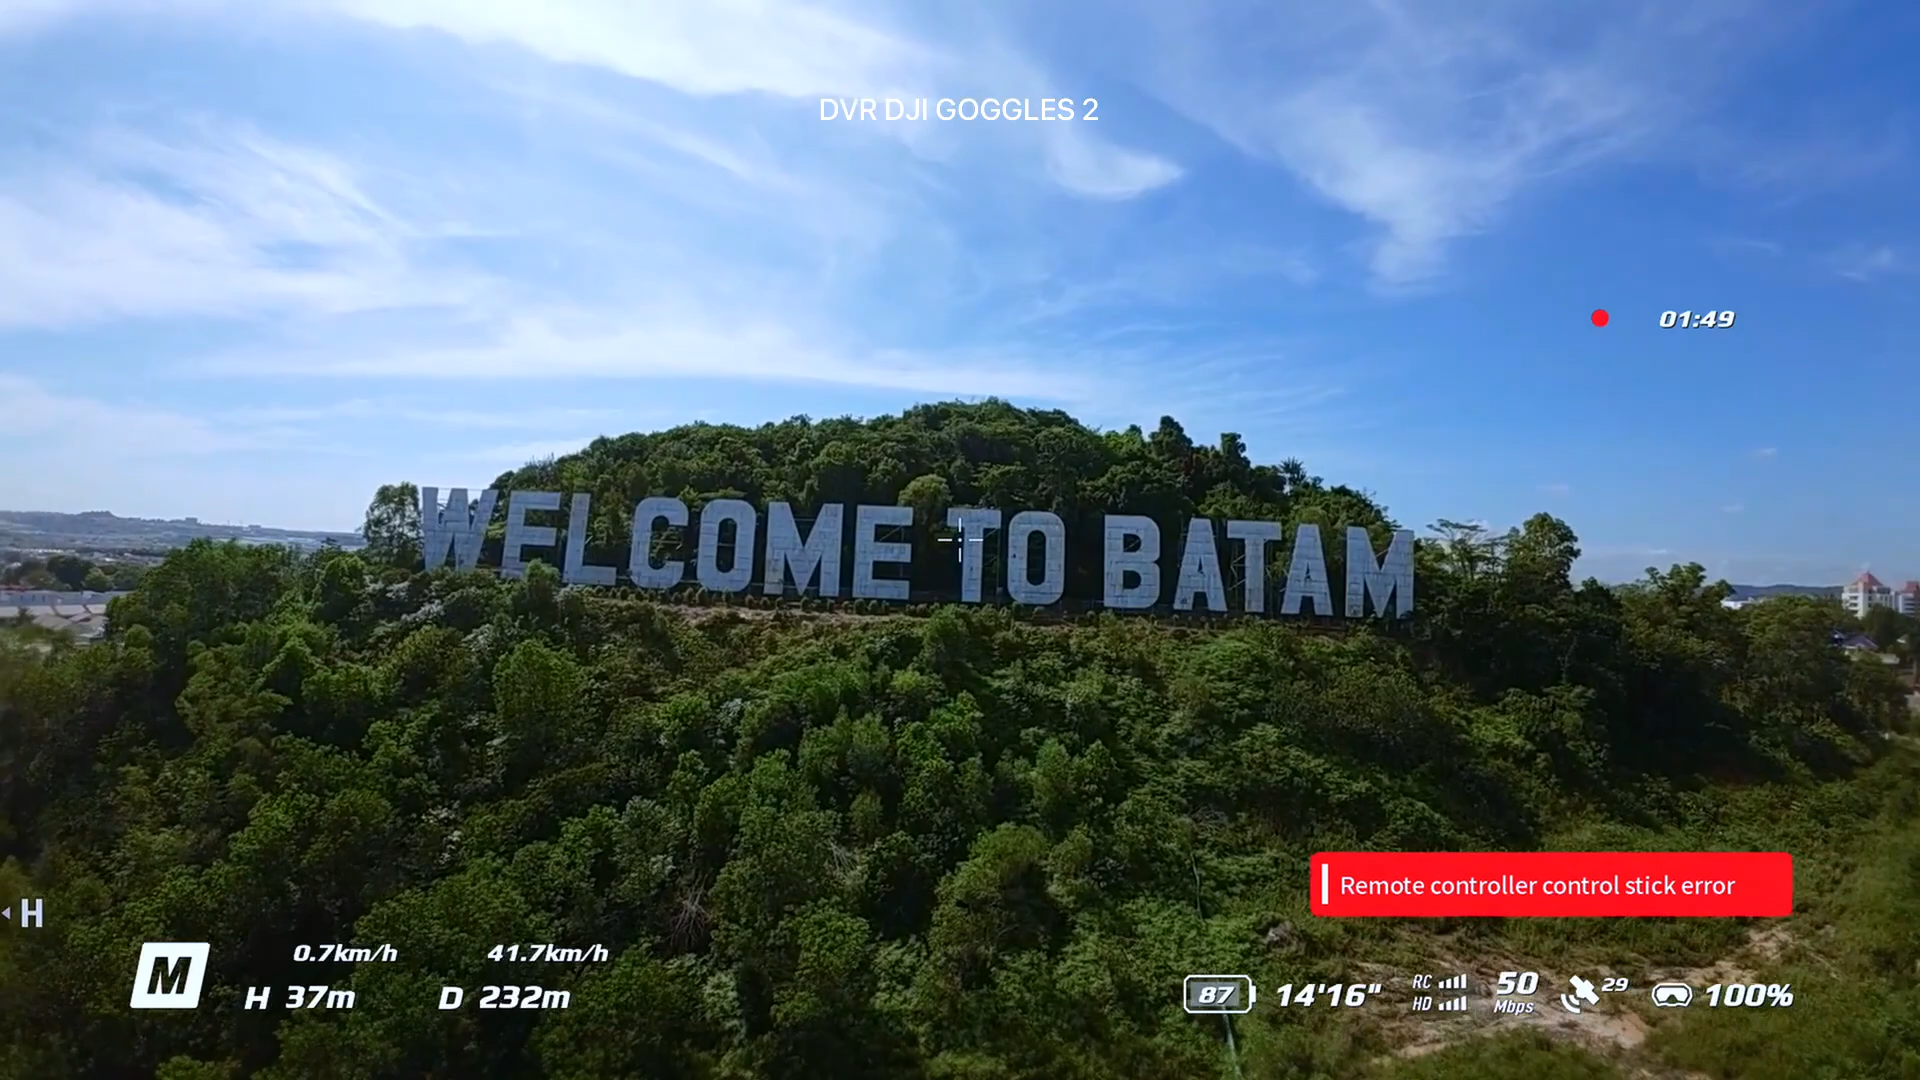 DVR DJI GOGGLES 2
01:49
WELCOME TO BATAM
Remote controller control stick error
H
M
0.7km/h 41.7km/h
H 37m D 232m
87 14'16" RC HD 50 Mbps 29 100%